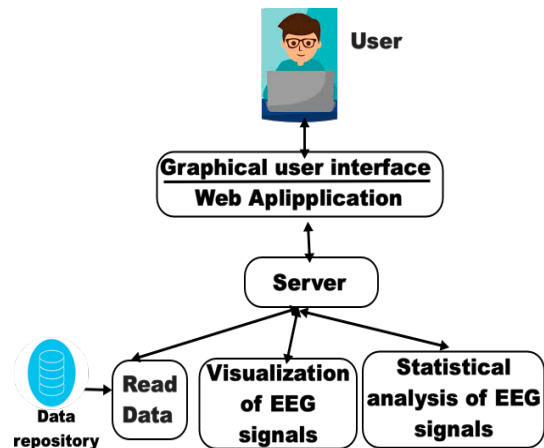 User
Graphical user interface
Web Aplipplication
Server
Read
Data
Visualization
of EEG
signals
Statistical
analysis of EEG
signals
Data
repository